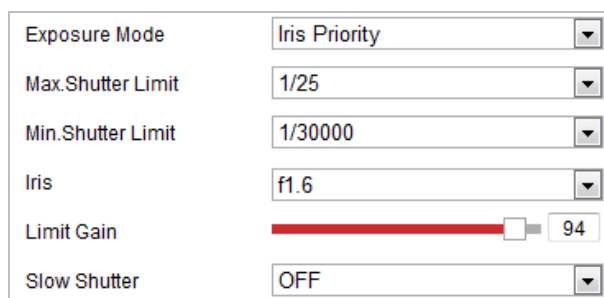 Exposure Mode Iris Priority
Max.Shutter Limit 1/25
Min.Shutter Limit 1/30000
Iris f1.6
Limit Gain 94
Slow Shutter OFF